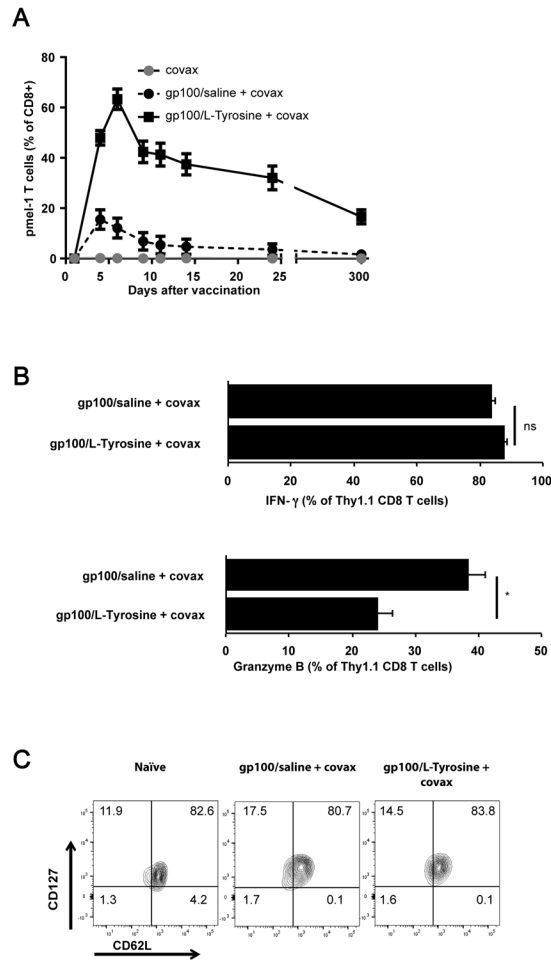 A
80
60
40
20
0
pmel-1 T cells (% of CD8+)
covax
gp100/saline + covax
gp100/L-Tyrosine + covax
0 5 10 15 20 25 300
Days after vaccination
B
gp100/saline + covax
gp100/L-Tyrosine + covax
ns
0 20 40 60 80 100
IFN- γ (% of Thy1.1 CD8 T cells)
gp100/saline + covax
gp100/L-Tyrosine + covax
*
0 10 20 30 40 50
Granzyme B (% of Thy1.1 CD8 T cells)
C
Naïve
gp100/saline + covax
gp100/L-Tyrosine +
covax
11.9 82.6
1.3 4.2
17.5 80.7
1.7 0.1
14.5 83.8
1.6 0.1
CD127
CD62L